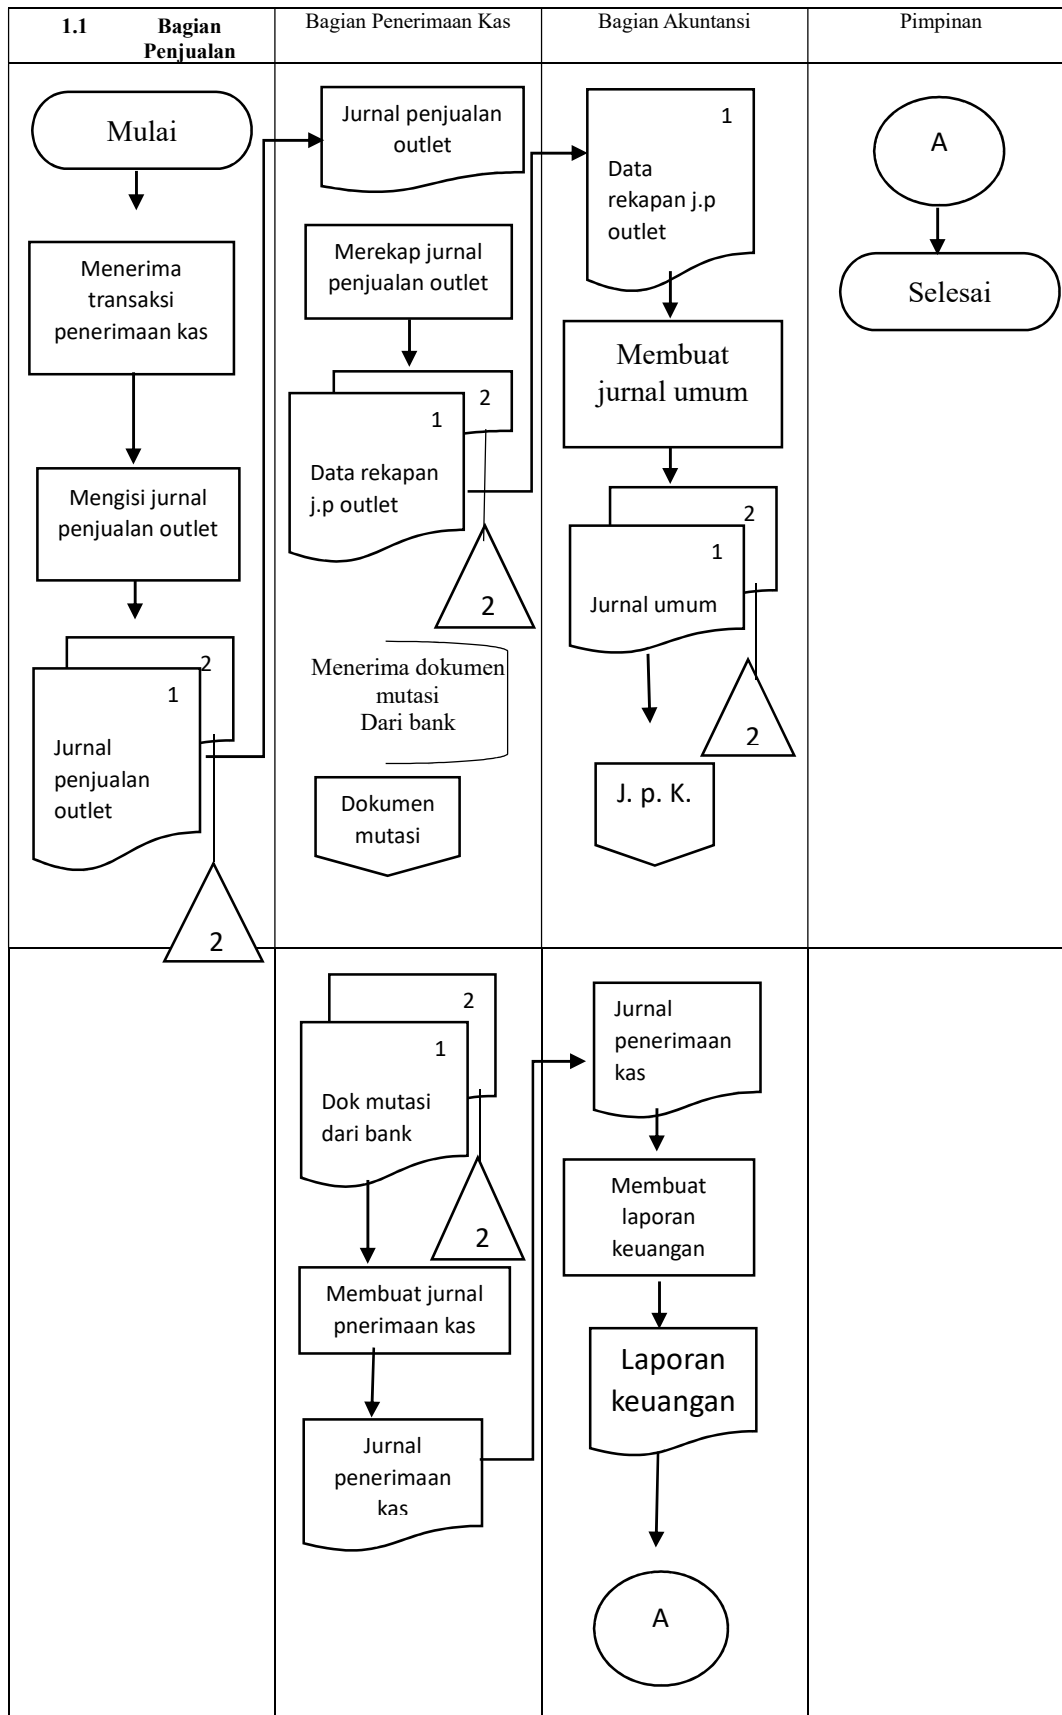 1.1 Bagian
Penjualan
Bagian Penerimaan Kas
Bagian Akuntansi
Pimpinan
Mulai
Menerima
transaksi
penerimaan kas
Mengisi jurnal
penjualan outlet
2
1
Jurnal
penjualan
outlet
2
Jurnal penjualan
outlet
Merekap jurnal
penjualan outlet
2
1
Data rekapan
j.p outlet
2
Menerima dokumen
mutasi
Dari bank
Dokumen
mutasi
1
Data
rekapan j.p
outlet
Membuat
jurnal umum
2
1
Jurnal umum
2
J. p. K.
A
Selesai
2
1
Dok mutasi
dari bank
2
Membuat jurnal
pnerimaan kas
Jurnal
penerimaan
kas
Jurnal
penerimaan
kas
Membuat
laporan
keuangan
Laporan
keuangan
A